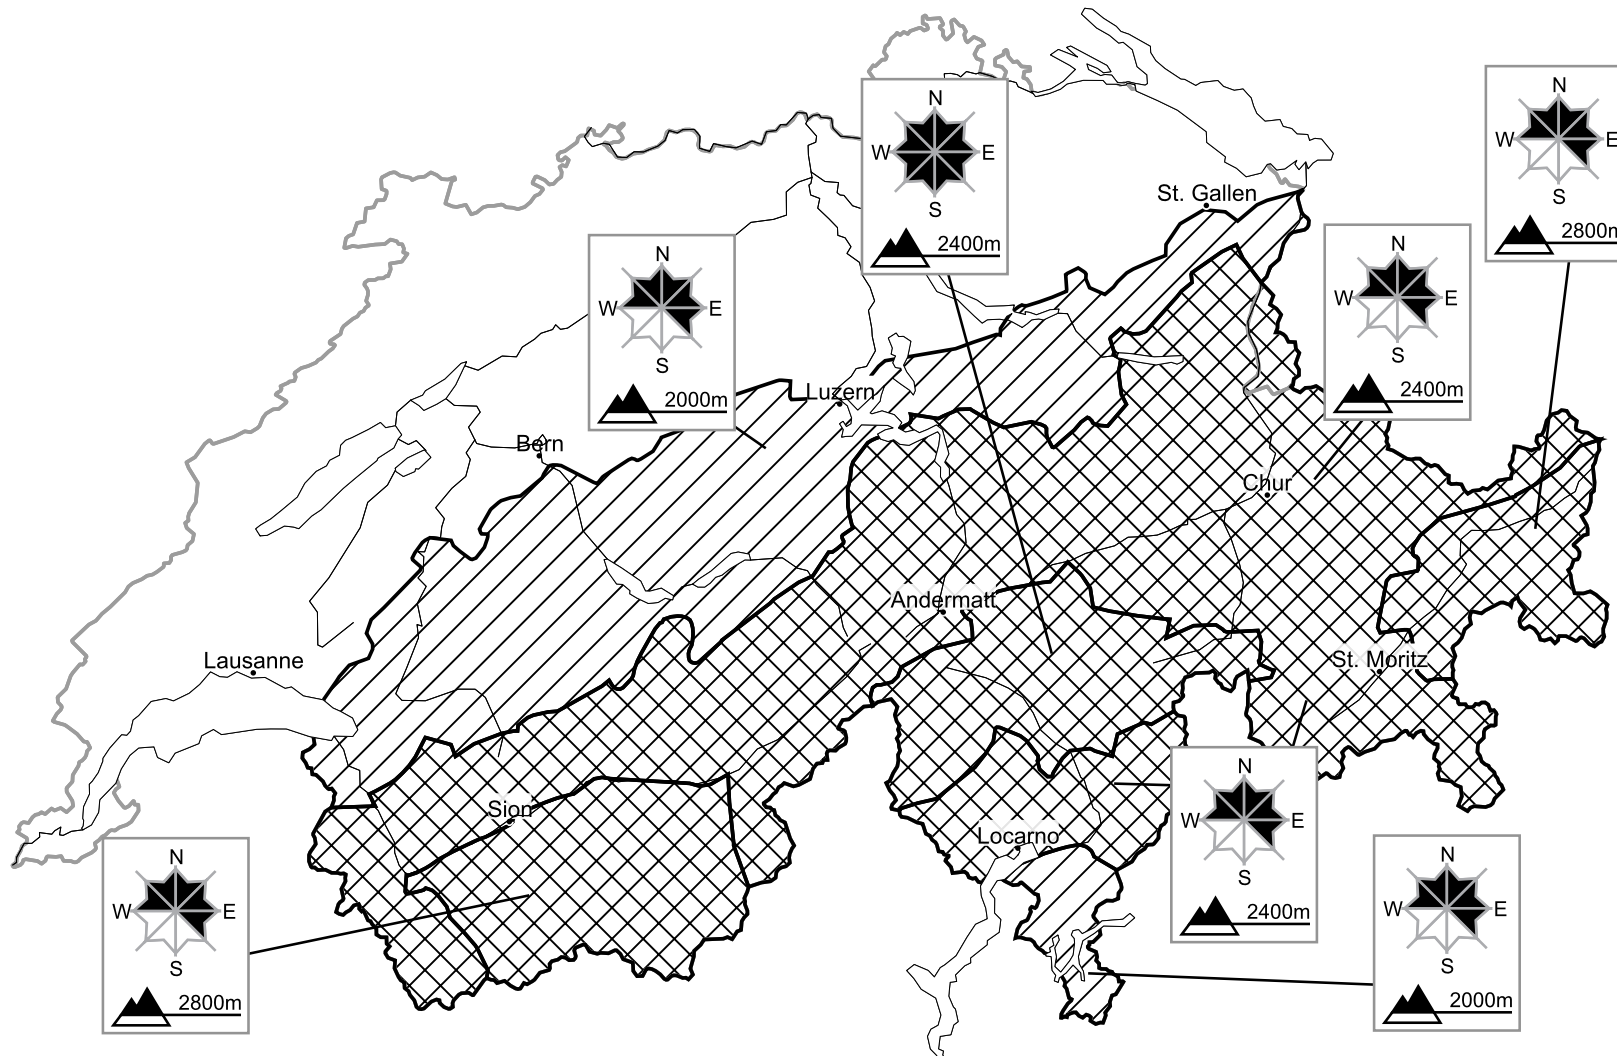 N
W E
S
2400m
N
W E
S
2800m
St. Gallen
N
W E
S
2000m
N
W E
S
2400m
Luzern
Bern
Chur
Andermatt
Lausanne
St. Moritz
Sion
Locarno
N
W E
S
2400m
N
W E
S
2800m
N
W E
S
2000m